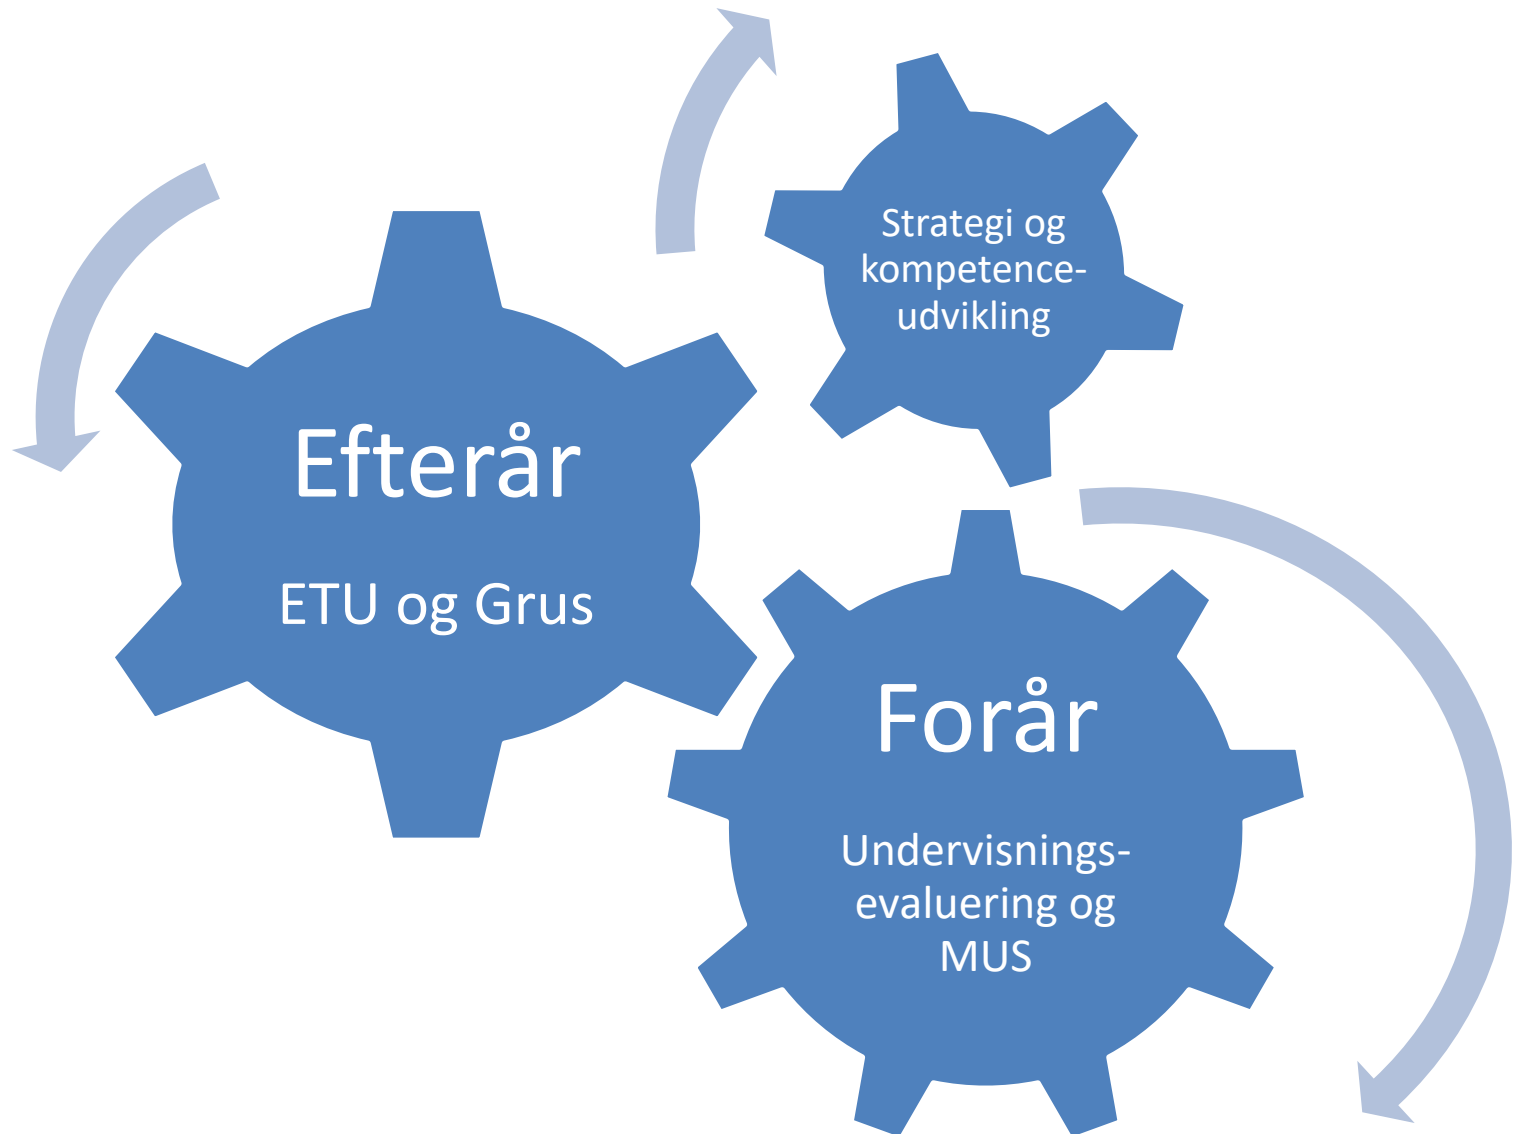 Strategi og
kompetence-
udvikling
Efterår
ETU og Grus
Forår
Undervisnings-
evaluering og
MUS